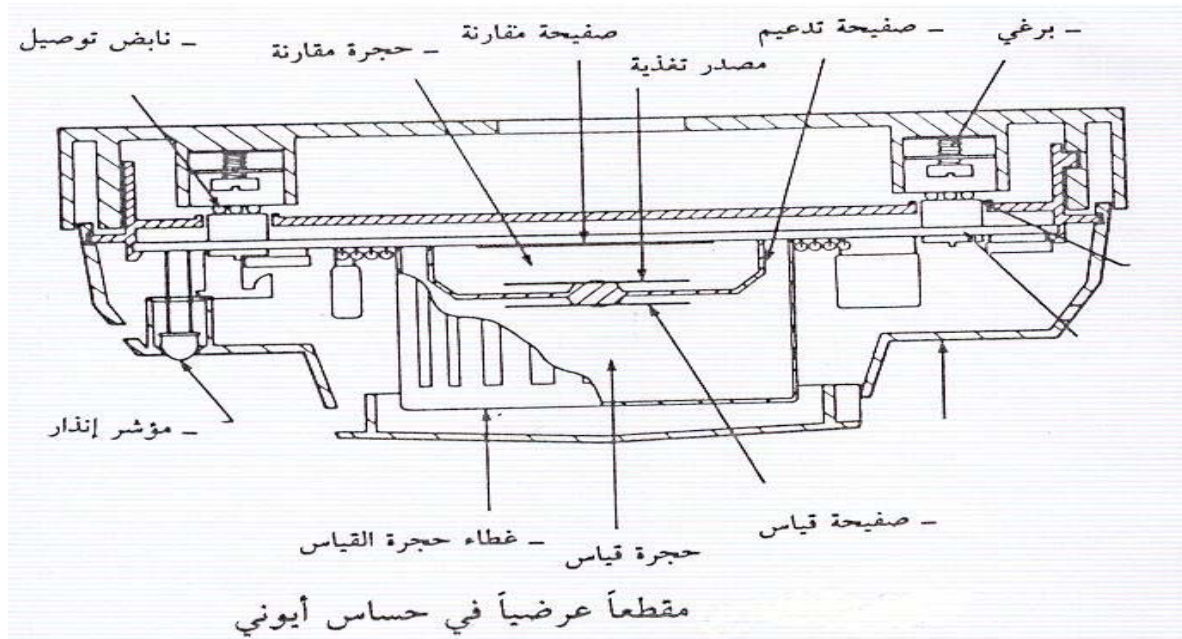 - برغي
- صفيحة تدعيم
صفيحة مقارنة
مصدر تغذية
- حجرة مقارنة
- نابض توصيل
- مؤشر إنذار
- صفيحة قياس
حجرة قياس
- غطاء حجرة القياس
مقطعاً عرضياً في حساس أيوني